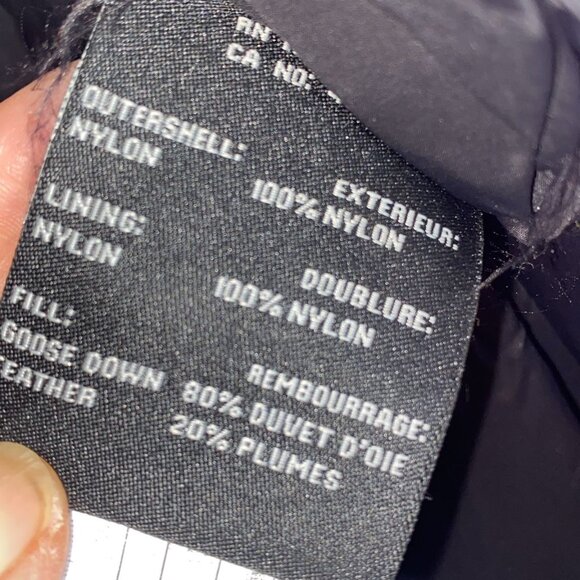 RN
CA NO:
OUTERSHELL: EXTERIEUR:
NYLON 100% NYLON
LINING: DOUBLURE:
NYLON 100% NYLON
FILL: REMBOURRAGE:
GOOSE DOWN 80% DUVET D'OIE
20% PLUMES